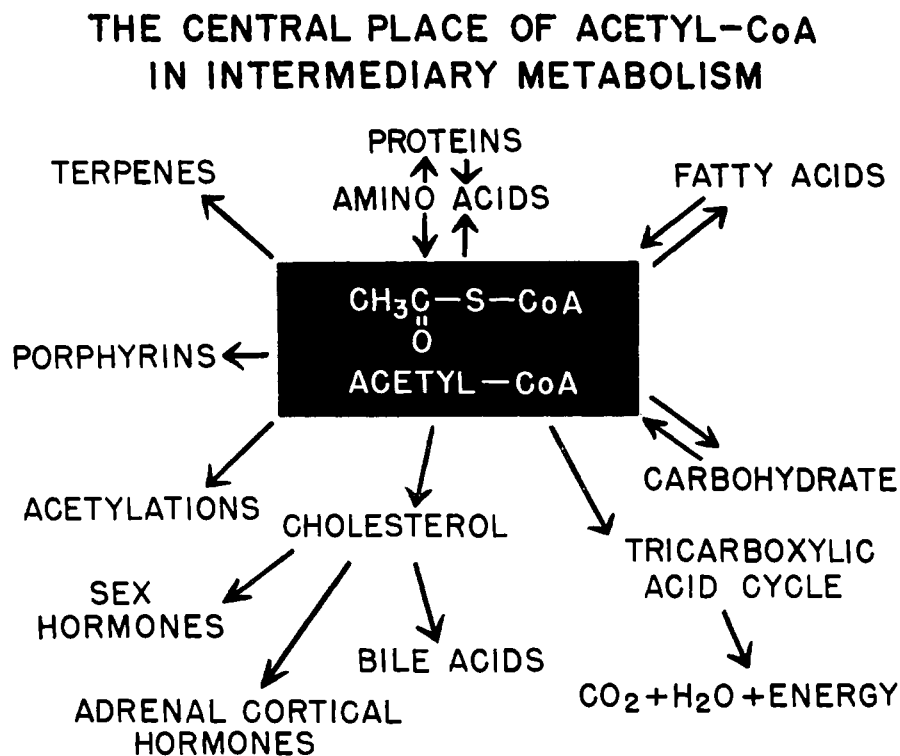 THE CENTRAL PLACE OF ACETYL–CoA
IN INTERMEDIARY METABOLISM
PROTEINS
TERPENES
AMINO ACIDS
FATTY ACIDS
CH₃C–S–CoA
O
ACETYL–CoA
PORPHYRINS
CARBOHYDRATE
ACETYLATIONS
CHOLESTEROL
TRICARBOXYLIC
ACID CYCLE
SEX
HORMONES
BILE ACIDS
CO₂+H₂O+ENERGY
ADRENAL CORTICAL
HORMONES